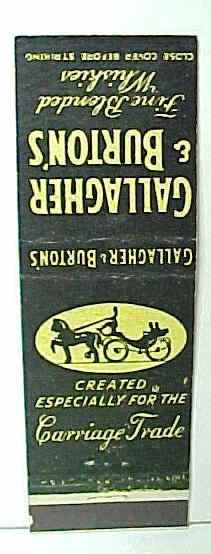 CLOSE COVER BEFORE STRIKING
Fine Blended
Whiskies
GALLAGHER
& BURTON'S
GALLAGHER & BURTON'S
CREATED
ESPECIALLY FOR THE
Carriage Trade